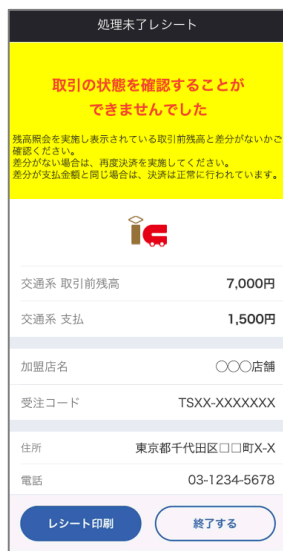 処理未了レシート
取引の状態を確認することが
できませんでした
残高照会を実施し表示されている取引前残高と差分がないかご
確認ください。
差分がない場合は、再度決済を実施してください。
差分が支払金額と同じ場合は、決済は正常に行われています。
交通系 取引前残高 7,000円
交通系 支払 1,500円
加盟店名 〇〇〇店舗
受注コード TSXX-XXXXXXX
住所 東京都千代田区□□町X-X
電話 03-1234-5678
レシート印刷 終了する